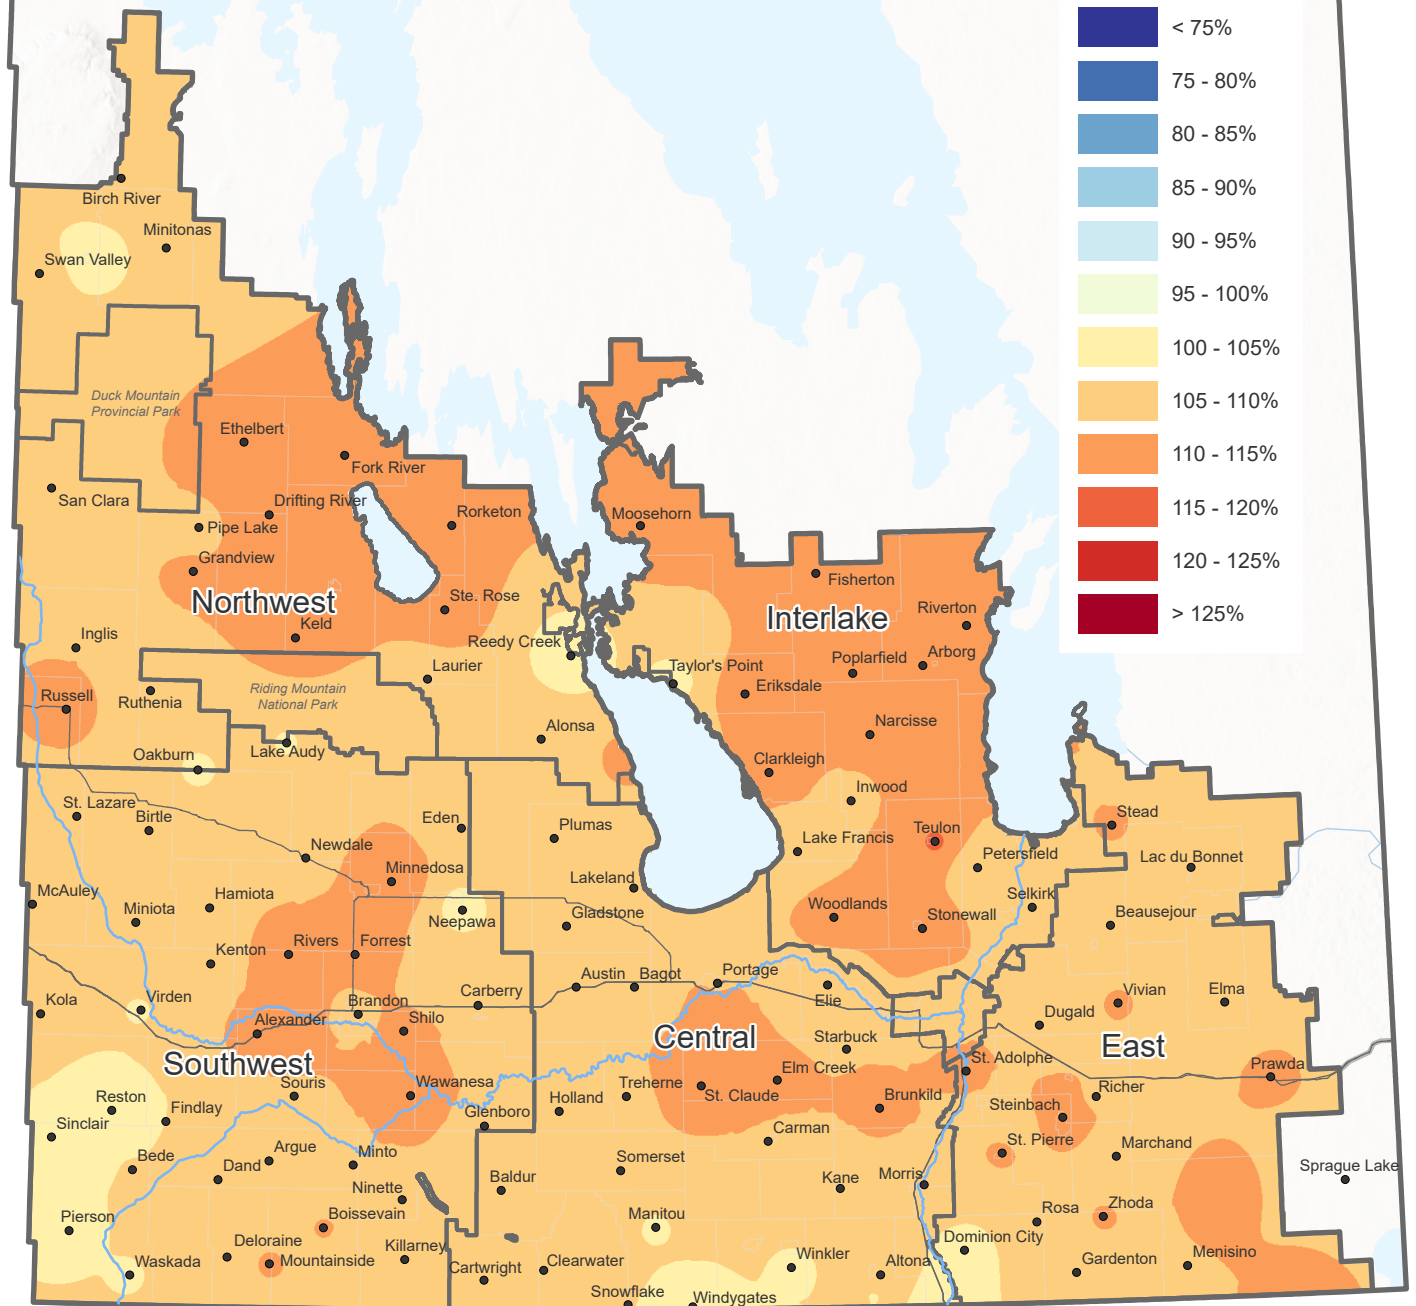 < 75%
75 - 80%
80 - 85%
85 - 90%
90 - 95%
95 - 100%
100 - 105%
105 - 110%
110 - 115%
115 - 120%
120 - 125%
> 125%
Birch River
Minitonas
Swan Valley
Duck Mountain
Provincial Park
Ethelbert
Fork River
San Clara
Drifting River
Rorketon
Moosehorn
Pipe Lake
Grandview
Fisherton
Northwest
Ste. Rose
Interlake
Riverton
Keld
Inglis
Reedy Creek
Laurier
Taylor's Point
Poplarfield
Arborg
Eriksdale
Russell
Ruthenia
Riding Mountain
National Park
Narcisse
Alonsa
Oakburn
Lake Audy
Clarkleigh
Inwood
St. Lazare
Birtle
Eden
Plumas
Stead
Teulon
Lake Francis
Newdale
Petersfield
Lac du Bonnet
Minnedosa
Lakeland
McAuley
Hamiota
Miniota
Neepawa
Gladstone
Woodlands
Stonewall
Selkirk
Beausejour
Kenton
Rivers
Forrest
Austin
Bagot
Portage
Kola
Virden
Brandon
Carberry
Elie
Vivian
Elma
Alexander
Shilo
Dugald
Central
Starbuck
East
Southwest
St. Adolphe
Prawda
Souris
Wawanesa
Treherne
St. Claude
Elm Creek
Brunkild
Richer
Reston
Findlay
Glenboro
Holland
Steinbach
Sinclair
Carman
St. Pierre
Marchand
Bede
Dand
Argue
Minto
Baldur
Somerset
Kane
Morris
Sprague Lake
Ninette
Pierson
Boissevain
Manitou
Rosa
Zhoda
Dominion City
Deloraine
Mountainside
Killarney
Waskada
Cartwright
Clearwater
Winkler
Altona
Gardenton
Menisino
Snowflake
Windygates